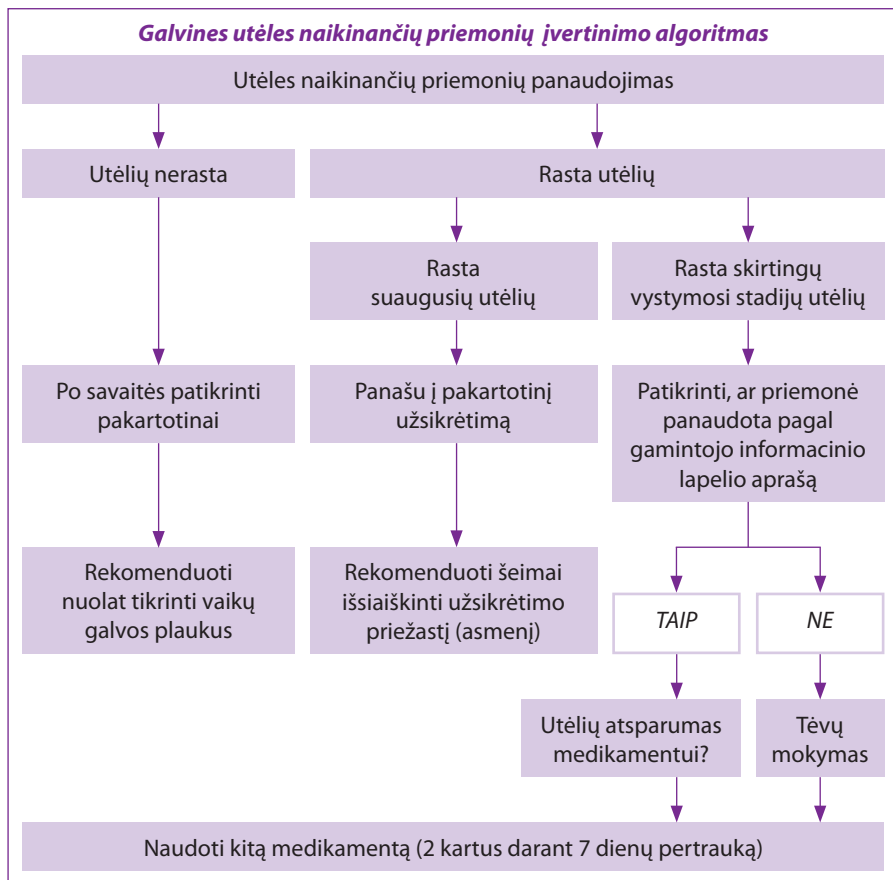 Galvines utėles naikinančių priemonių įvertinimo algoritmas
Utėles naikinančių priemonių panaudojimas
Utėlių nerasta
Rasta utėlių
Rasta
suaugusių utėlių
Rasta skirtingų
vystymosi stadijų utėlių
Po savaitės patikrinti
pakartotinai
Panašu į pakartotinį
užsikrėtimą
Patikrinti, ar priemonė
panaudota pagal
gamintojo informacinio
lapelio aprašą
Rekomenduoti
nuolat tikrinti vaikų
galvos plaukus
Rekomenduoti šeimai
išsiaiškinti užsikrėtimo
priežastį (asmenį)
TAIP
NE
Utėlių atsparumas
medikamentui?
Tėvų
mokymas
Naudoti kitą medikamentą (2 kartus darant 7 dienų pertrauką)